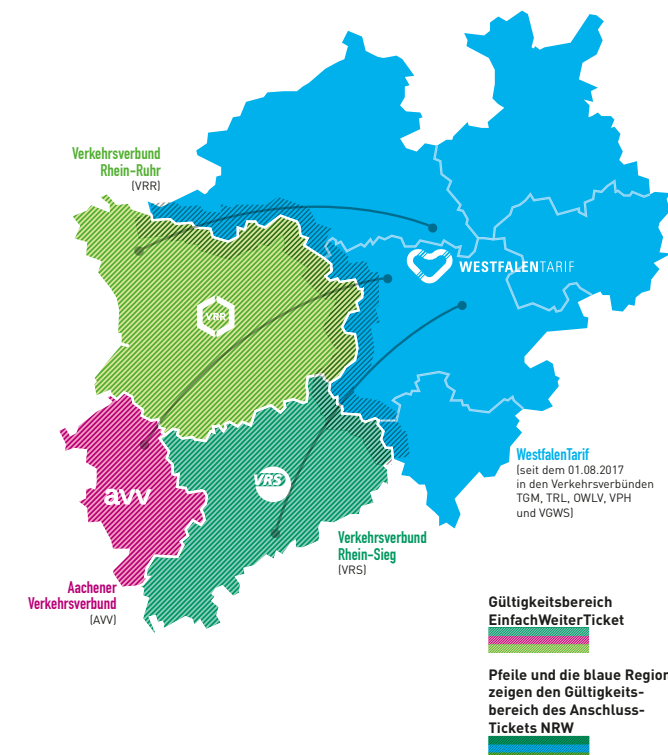 Verkehrsverbund
Rhein-Ruhr
(VRR)
WESTFALENTARIF
VRR
VRS
avv
WestfalenTarif
(seit dem 01.08.2017
in den Verkehrsverbünden
TGM, TRL, OWLV, VPH
und VGWS)
Verkehrsverbund
Rhein-Sieg
(VRS)
Aachener
Verkehrsverbund
(AVV)
Gültigkeitsbereich
EinfachWeiterTicket
Pfeile und die blaue Region
zeigen den Gültigkeits-
bereich des Anschluss-
Tickets NRW